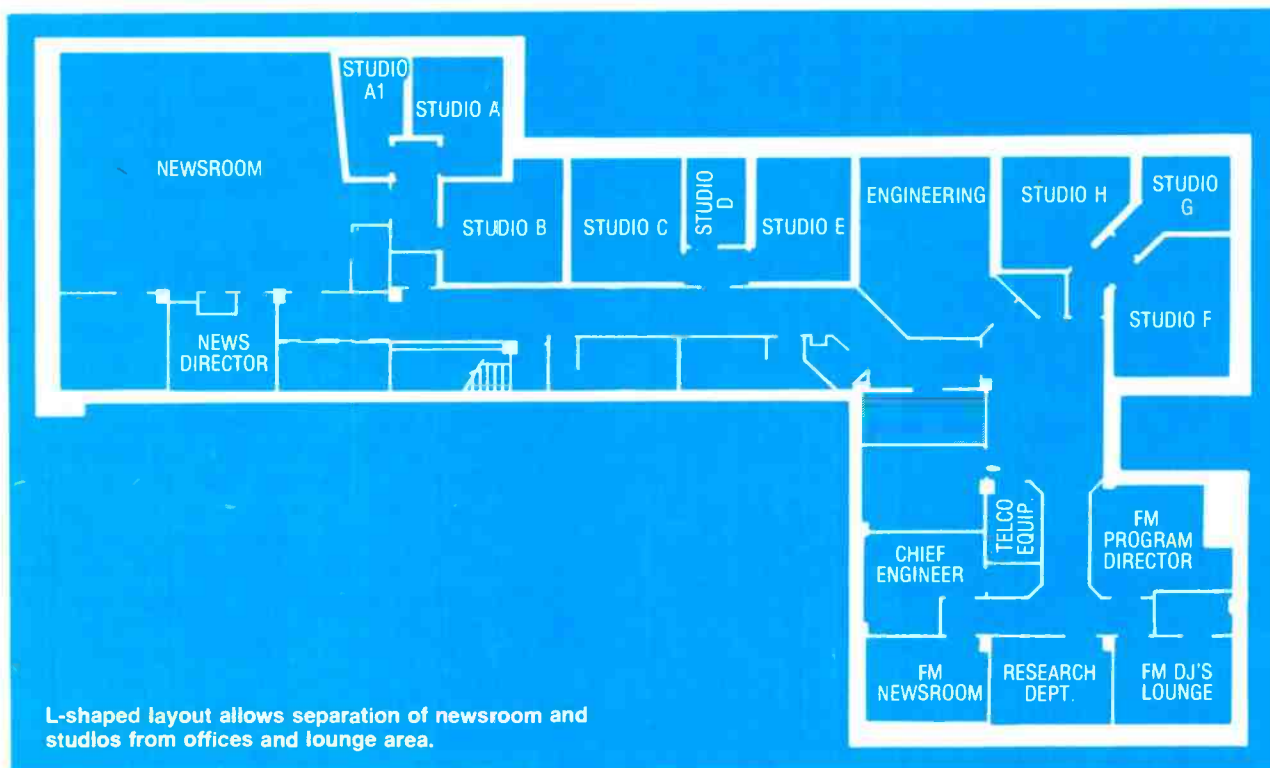 STUDIO
A1
STUDIO A
NEWSROOM
STUDIO B
STUDIO C
STUDIO
D
STUDIO E
ENGINEERING
STUDIO H
STUDIO
G
STUDIO F
NEWS
DIRECTOR
TELCO
EQUIP.
FM
PROGRAM
DIRECTOR
CHIEF
ENGINEER
FM
NEWSROOM
RESEARCH
DEPT.
FM DJ'S
LOUNGE
L-shaped layout allows separation of newsroom and
studios from offices and lounge area.